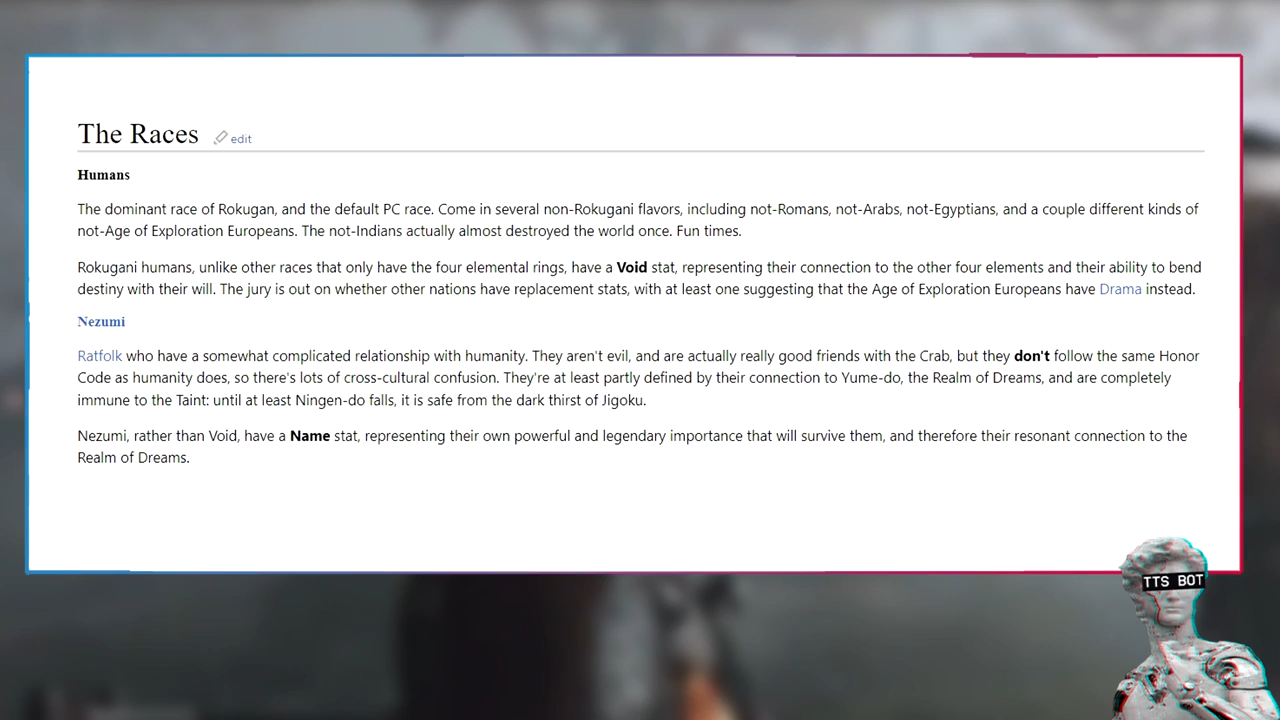 The Races edit
Humans
The dominant race of Rokugan, and the default PC race. Come in several non-Rokugani flavors, including not-Romans, not-Arabs, not-Egyptians, and a couple different kinds of
not-Age of Exploration Europeans. The not-Indians actually almost destroyed the world once. Fun times.
Rokugani humans, unlike other races that only have the four elemental rings, have a Void stat, representing their connection to the other four elements and their ability to bend
destiny with their will. The jury is out on whether other nations have replacement stats, with at least one suggesting that the Age of Exploration Europeans have Drama instead.
Nezumi
Ratfolk who have a somewhat complicated relationship with humanity. They aren't evil, and are actually really good friends with the Crab, but they don't follow the same Honor
Code as humanity does, so there's lots of cross-cultural confusion. They're at least partly defined by their connection to Yume-do, the Realm of Dreams, and are completely
immune to the Taint: until at least Ningen-do falls, it is safe from the dark thirst of Jigoku.
Nezumi, rather than Void, have a Name stat, representing their own powerful and legendary importance that will survive them, and therefore their resonant connection to the
Realm of Dreams.
TTS BOT